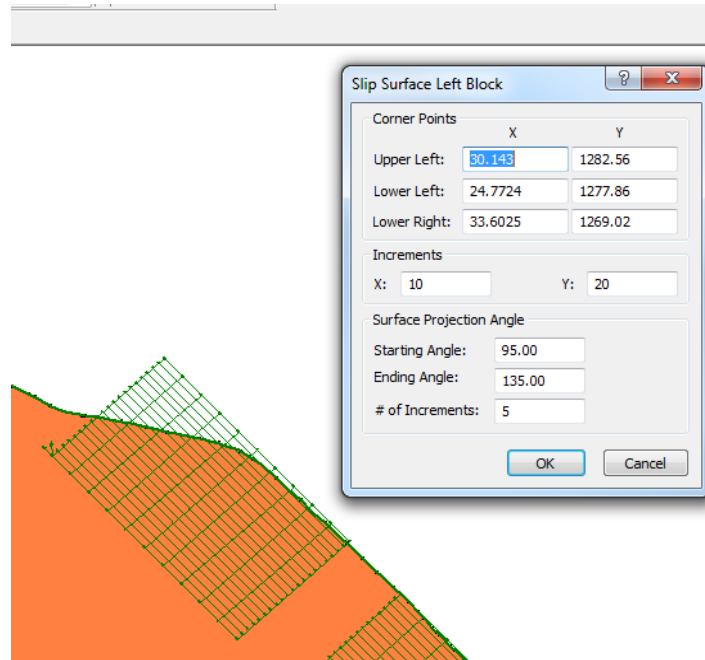 Slip Surface Left Block
Corner Points
X Y
Upper Left: 30.143 1282.56
Lower Left: 24.7724 1277.86
Lower Right: 33.6025 1269.02
Increments
X: 10 Y: 20
Surface Projection Angle
Starting Angle: 95.00
Ending Angle: 135.00
# of Increments: 5
OK Cancel